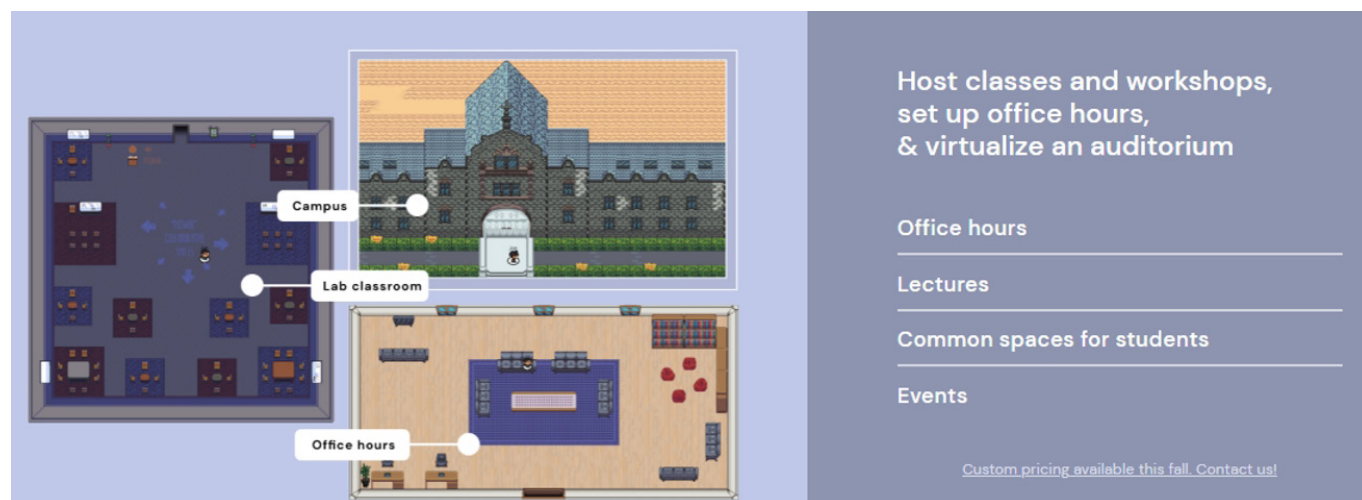 Campus
Lab classroom
Office hours
Host classes and workshops,
set up office hours,
& virtualize an auditorium
Office hours
Lectures
Common spaces for students
Events
Custom pricing available this fall. Contact us!